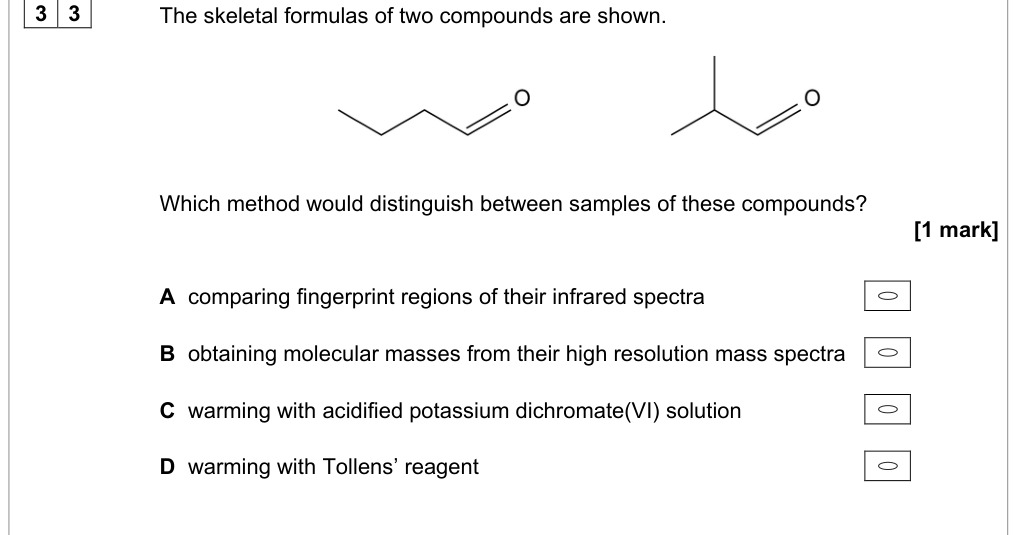 3 3 The skeletal formulas of two compounds are shown.
O O
Which method would distinguish between samples of these compounds?
[1 mark]
A comparing fingerprint regions of their infrared spectra
B obtaining molecular masses from their high resolution mass spectra
C warming with acidified potassium dichromate(VI) solution
D warming with Tollens’ reagent